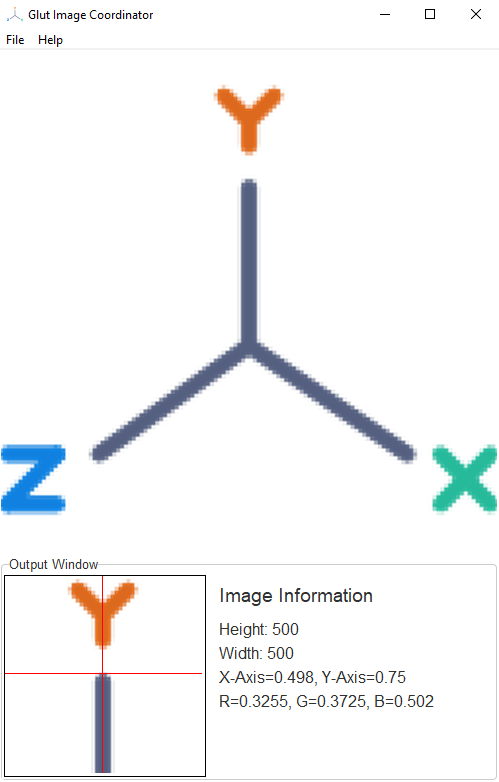 Glut Image Coordinator
File Help
Y
Z X
Output Window
Y
Image Information
Height: 500
Width: 500
X-Axis=0.498, Y-Axis=0.75
R=0.3255, G=0.3725, B=0.502